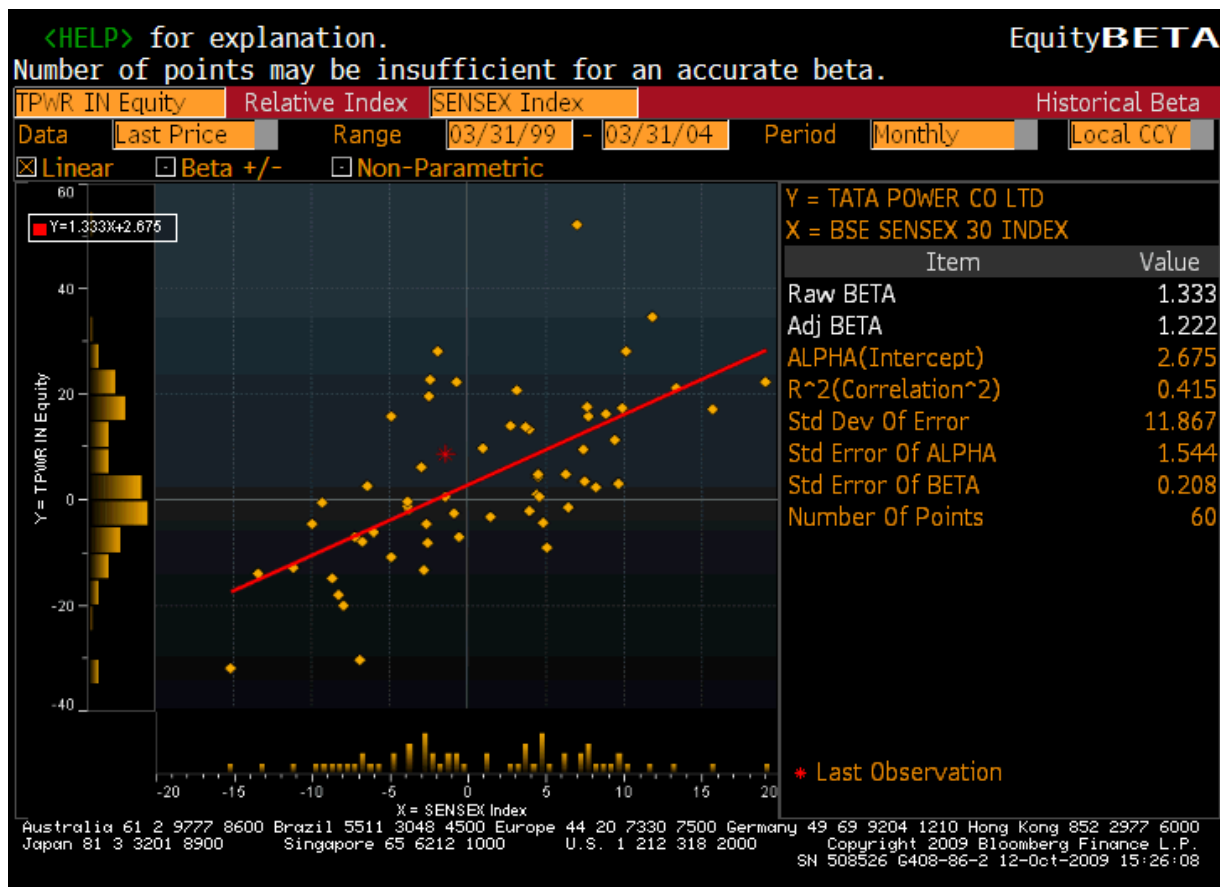 <HELP> for explanation. EquityBETA
Number of points may be insufficient for an accurate beta.
TPWR IN Equity Relative Index SENSEX Index Historical Beta
Data Last Price Range 03/31/99 - 03/31/04 Period Monthly Local CCY
Linear Beta +/- Non-Parametric
Y = TATA POWER CO LTD
X = BSE SENSEX 30 INDEX
Item Value
Raw BETA 1.333
Adj BETA 1.222
ALPHA(Intercept) 2.675
R^2(Correlation^2) 0.415
Std Dev Of Error 11.867
Std Error Of ALPHA 1.544
Std Error Of BETA 0.208
Number Of Points 60
* Last Observation
Y=1.333X+2.675
60
40
20
0
-20
-40
Y = TPWR IN Equity
-20 -15 -10 -5 0 5 10 15 20
X = SENSEX Index
Australia 61 2 9777 8600 Brazil 5511 3048 4500 Europe 44 20 7330 7500 Germany 49 69 9204 1210 Hong Kong 852 2977 6000
Japan 81 3 3201 8900 Singapore 65 6212 1000 U.S. 1 212 318 2000 Copyright 2009 Bloomberg Finance L.P.
SN 508526 G408-86-2 12-Oct-2009 15:26:08